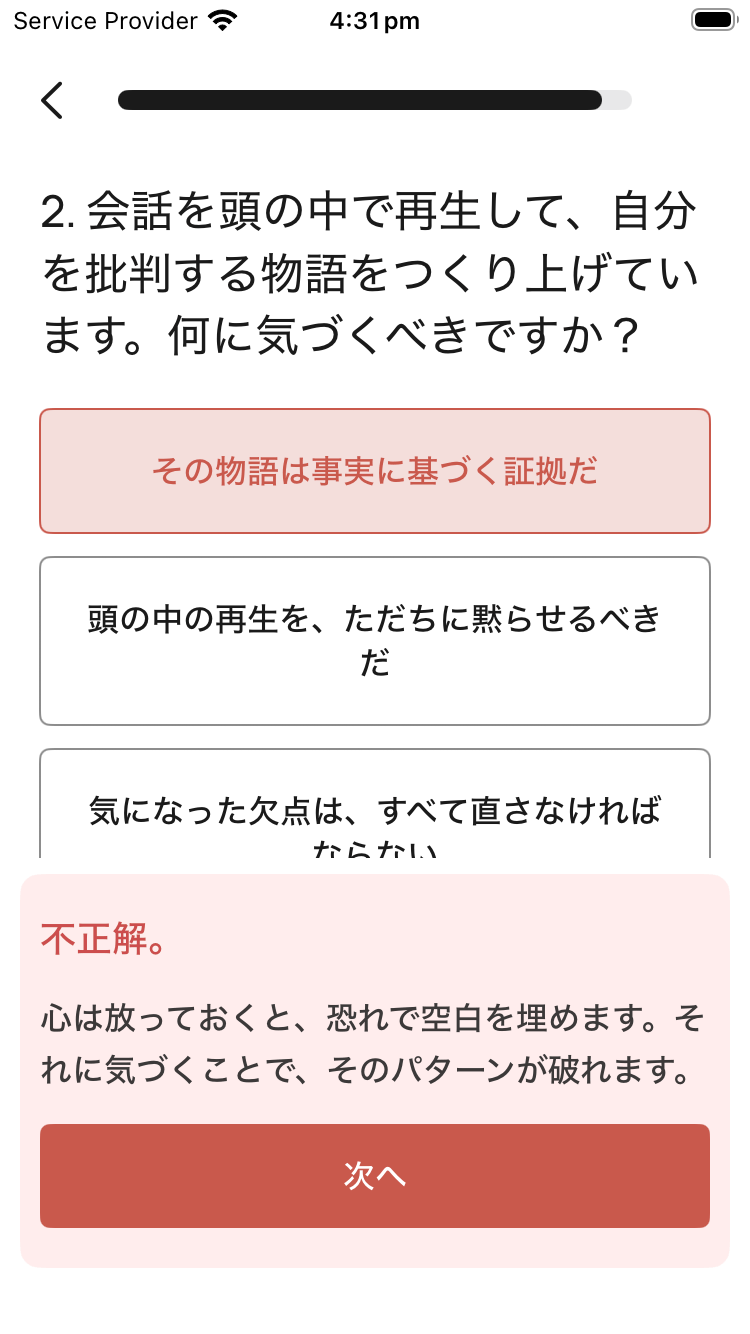 Service Provider 4:31pm
2. 会話を頭の中で再生して、自分
を批判する物語をつくり上げてい
ます。何に気づくべきですか？
その物語は事実に基づく証拠だ
頭の中の再生を、ただちに黙らせるべき
だ
気になった欠点は、すべて直さなければ
ならない
不正解。
心は放っておくと、恐れで空白を埋めます。そ
れに気づくことで、そのパターンが破れます。
次へ